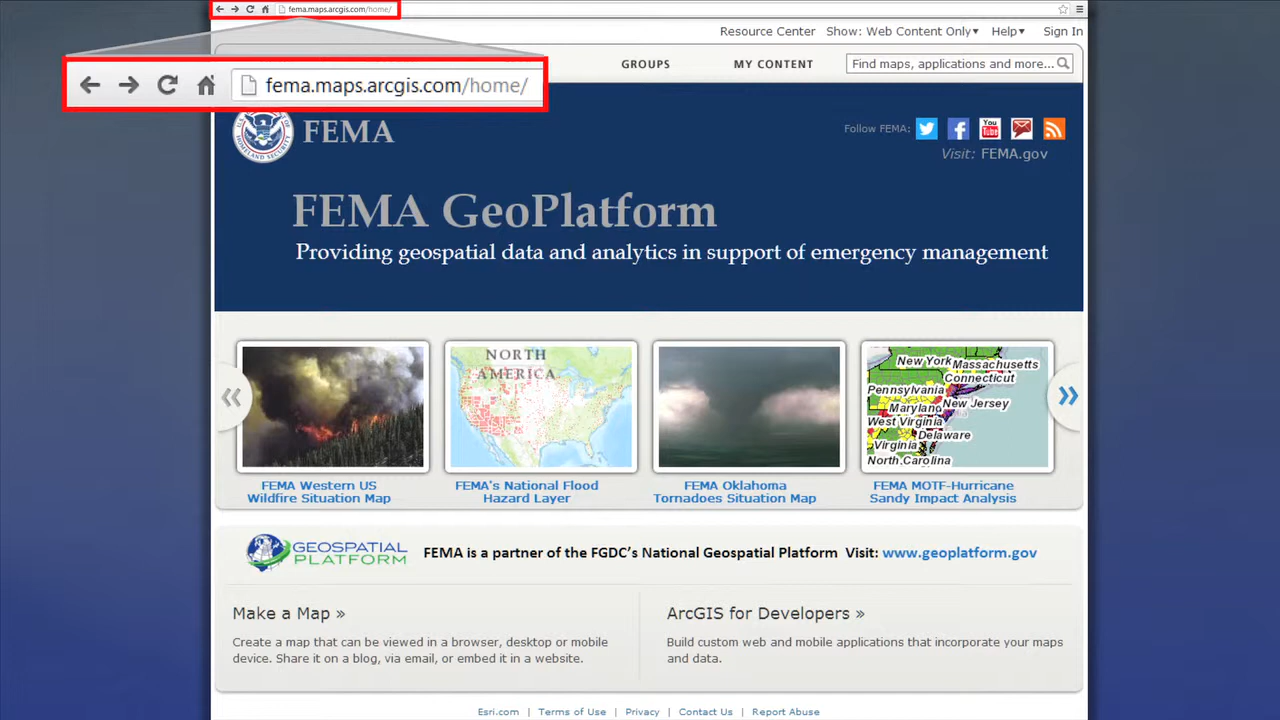 fema.maps.arcgis.com/home/
Resource Center Show: Web Content Only▾ Help▾ Sign In
fema.maps.arcgis.com/home/
GROUPS MY CONTENT Find maps, applications and more...
FEMA
Follow FEMA: You Tube
Visit: FEMA.gov
FEMA GeoPlatform
Providing geospatial data and analytics in support of emergency management
NORTH
AMERICA
New York
Massachusetts
Connecticut
Pennsylvania
New Jersey
Maryland
West Virginia
Delaware
Virginia
North Carolina
FEMA Western US
Wildfire Situation Map
FEMA's National Flood
Hazard Layer
FEMA Oklahoma
Tornadoes Situation Map
FEMA MOTF-Hurricane
Sandy Impact Analysis
GEOSPATIAL
PLATFORM
FEMA is a partner of the FGDC's National Geospatial Platform Visit: www.geoplatform.gov
Make a Map »
Create a map that can be viewed in a browser, desktop or mobile
device. Share it on a blog, via email, or embed it in a website.
ArcGIS for Developers »
Build custom web and mobile applications that incorporate your maps
and data.
Esri.com | Terms of Use | Privacy | Contact Us | Report Abuse